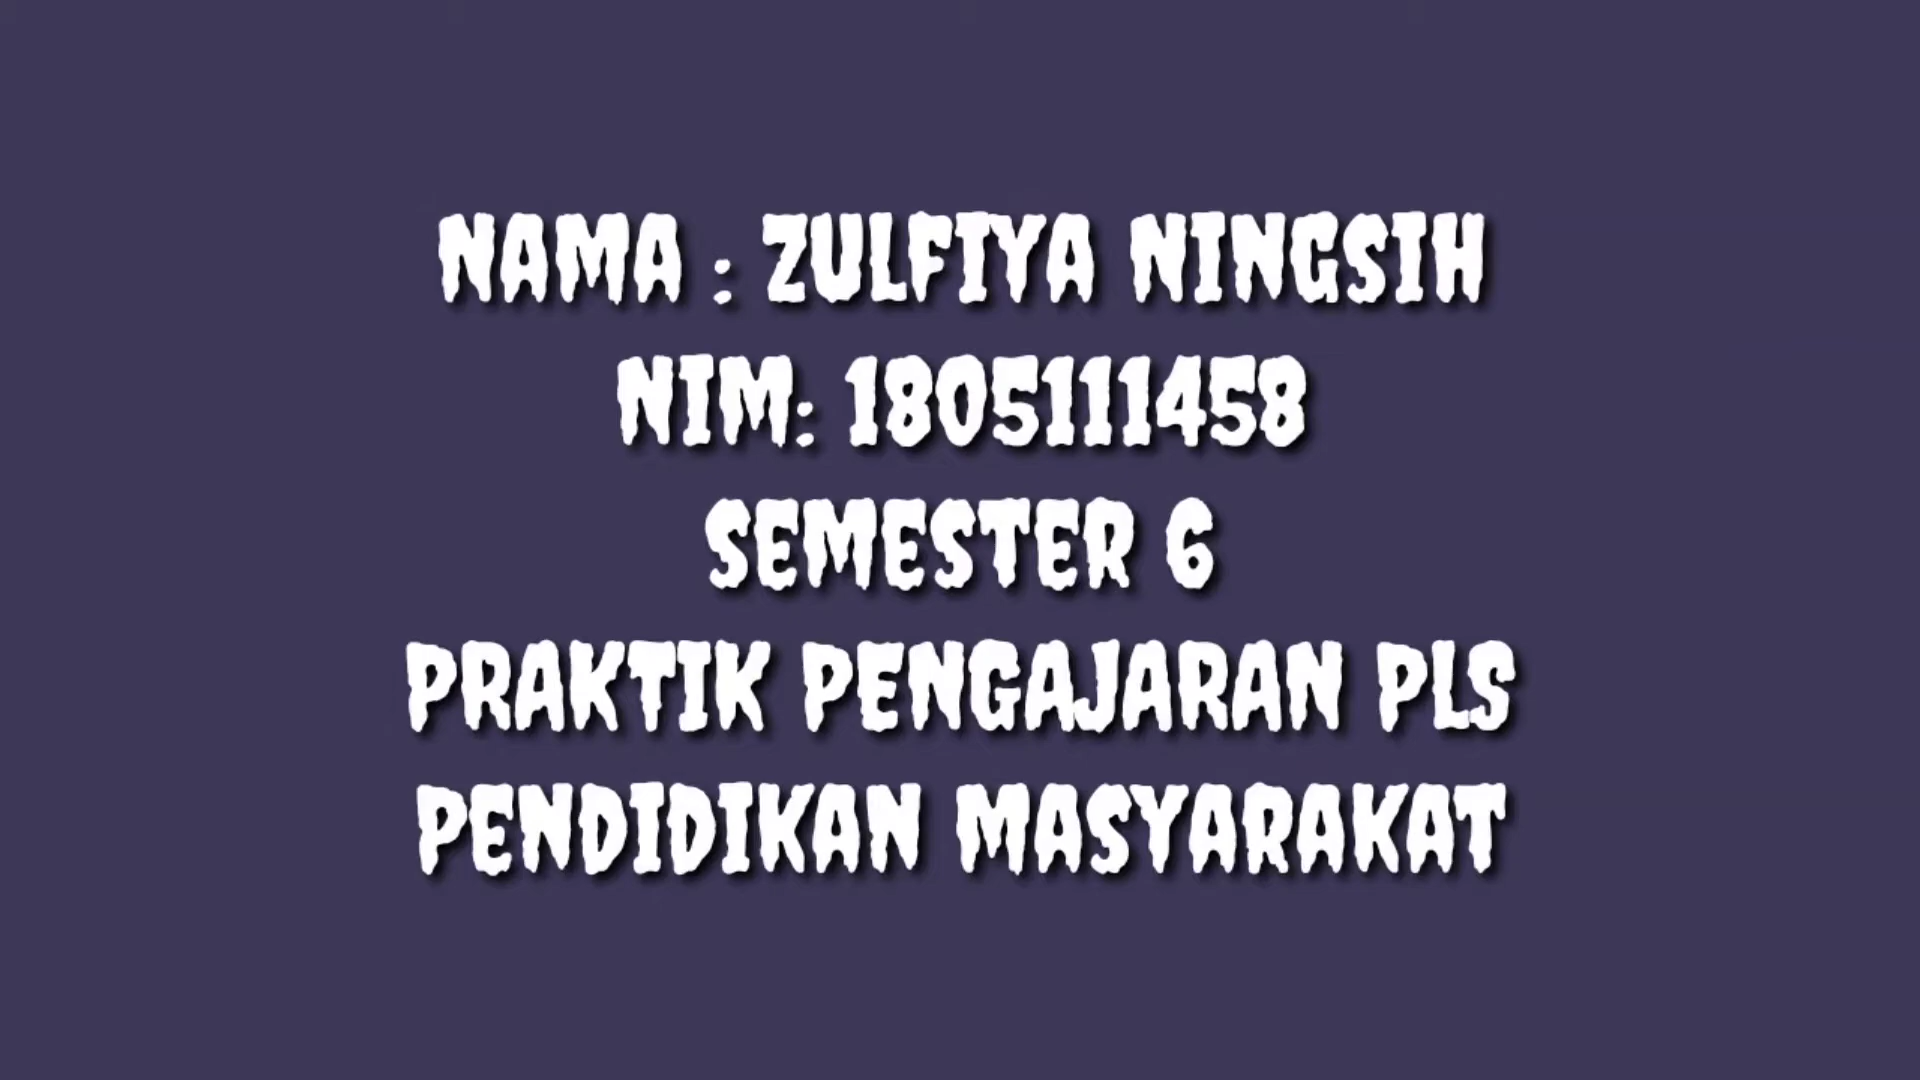 NAMA : ZULFIYA NINGSIH
NIM: 1805111458
SEMESTER 6
PRAKTIK PENGAJARAN PLS
PENDIDIKAN MASYARAKAT